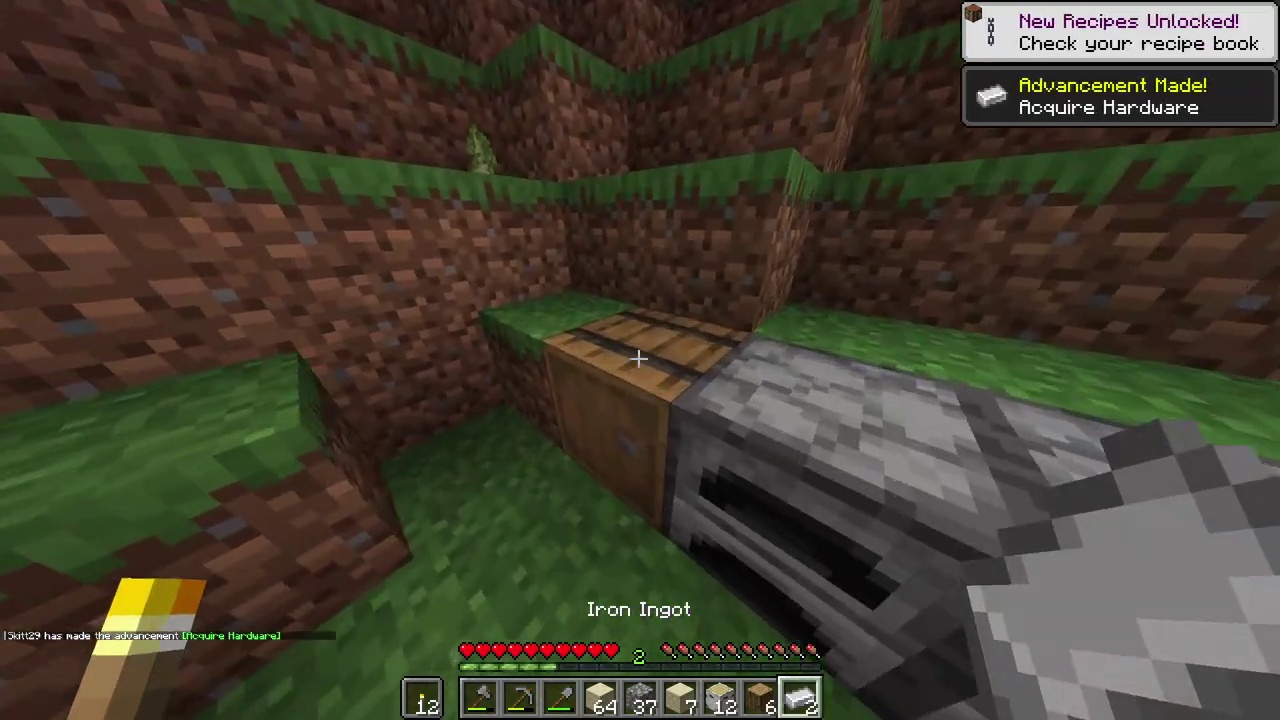 New Recipes Unlocked!
Check your recipe book
Advancement Made!
Acquire Hardware
Iron Ingot
Skitt29 has made the advancement [Acquire Hardware]
2
12
64
37
7
12
6
2